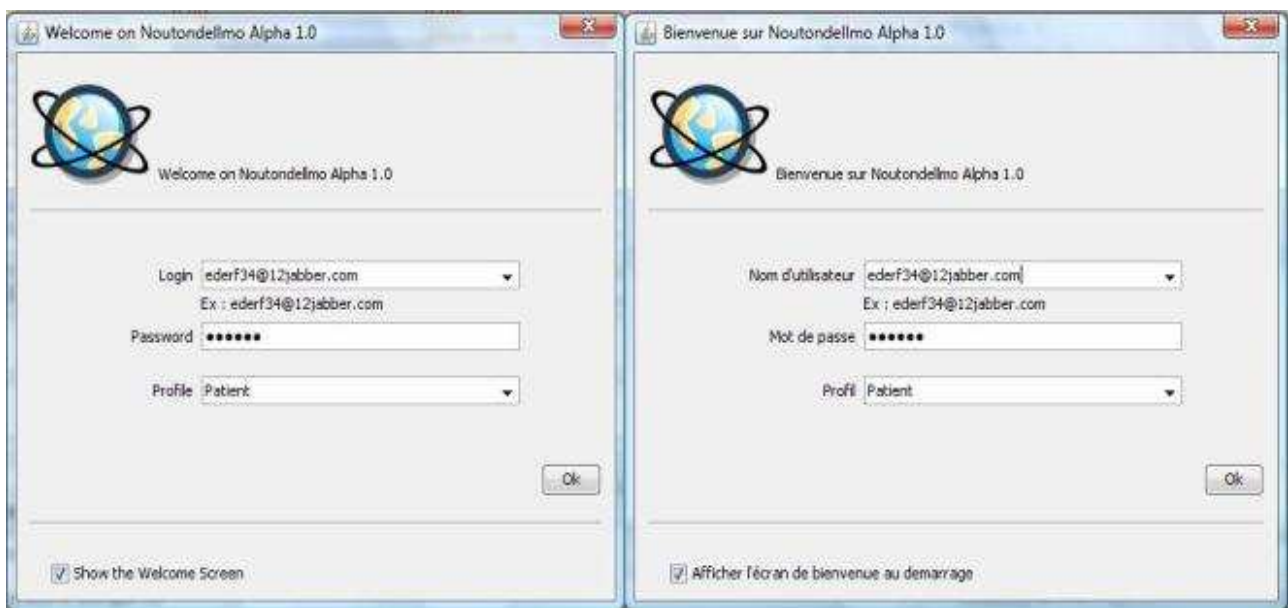 Welcome on Noutondellmo Alpha 1.0
Welcome on Noutondellmo Alpha 1.0
Login ederf34@12jabber.com
Ex : ederf34@12jabber.com
Password ••••••
Profile Patient
Ok
Show the Welcome Screen
Bienvenue sur Noutondellmo Alpha 1.0
Bienvenue sur Noutondellmo Alpha 1.0
Nom d'utilisateur ederf34@12jabber.com
Ex : ederf34@12jabber.com
Mot de passe ••••••
Profil Patient
Ok
Afficher l'écran de bienvenue au demarrage